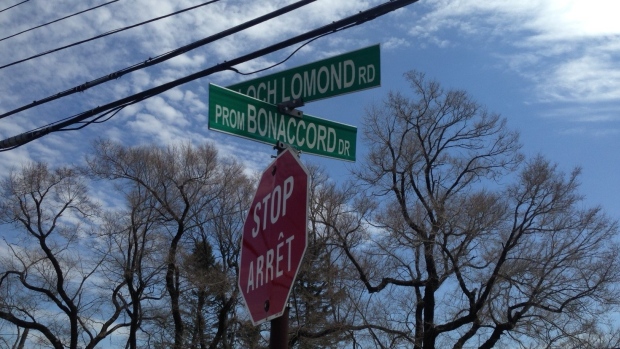 LOCH LOMOND RD
PROM BONACCORD DR
STOP
ARRÊT